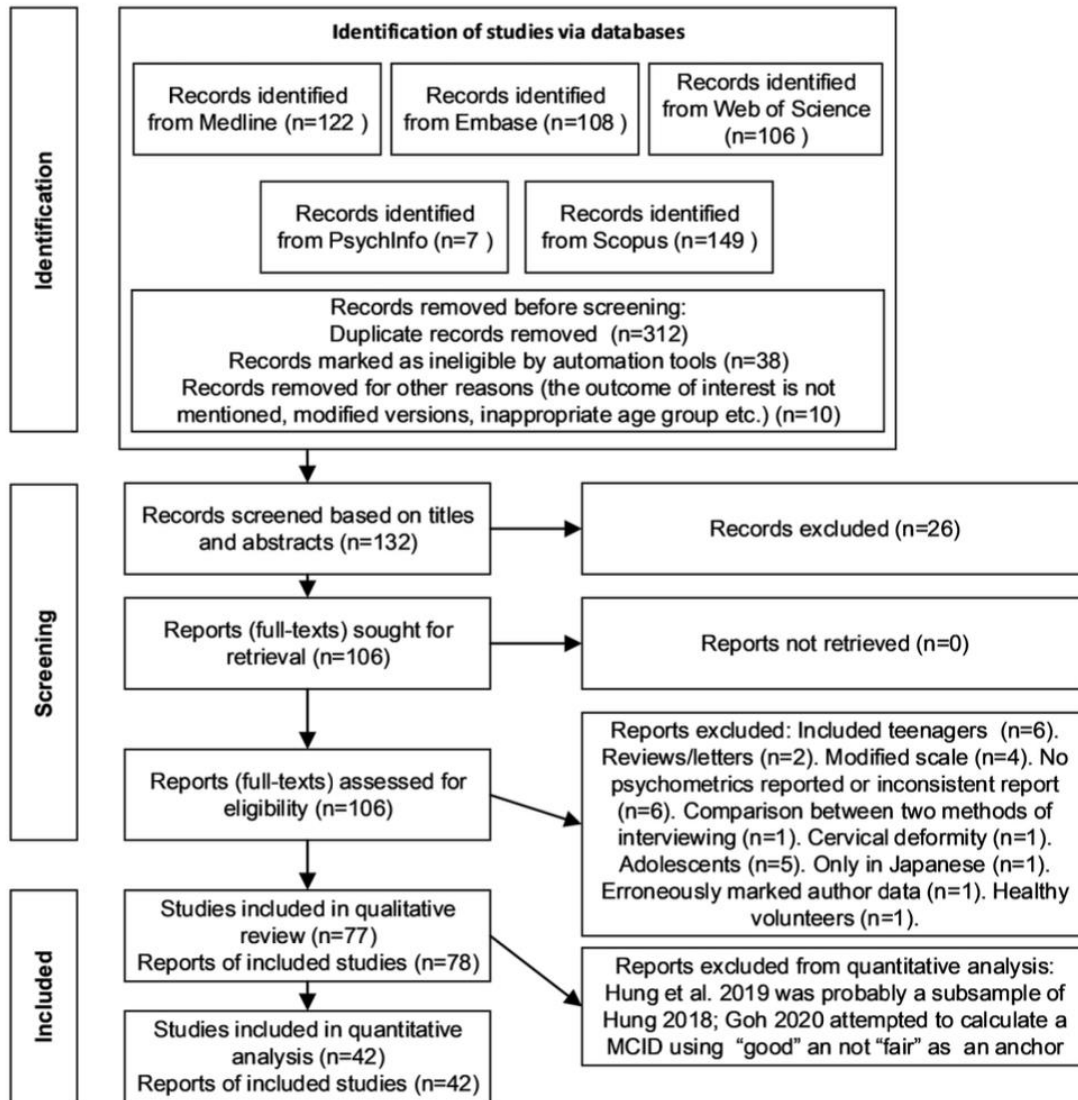 Identification of studies via databases
Identification
Records identified
from Medline (n=122 )
Records identified
from Embase (n=108 )
Records identified
from Web of Science
(n=106 )
Records identified
from PsychInfo (n=7 )
Records identified
from Scopus (n=149 )
Records removed before screening:
Duplicate records removed (n=312)
Records marked as ineligible by automation tools (n=38)
Records removed for other reasons (the outcome of interest is not
mentioned, modified versions, inappropriate age group etc.) (n=10)
Screening
Records screened based on titles
and abstracts (n=132)
Records excluded (n=26)
Reports (full-texts) sought for
retrieval (n=106)
Reports not retrieved (n=0)
Reports (full-texts) assessed for
eligibility (n=106)
Reports excluded: Included teenagers (n=6).
Reviews/letters (n=2). Modified scale (n=4). No
psychometrics reported or inconsistent report
(n=6). Comparison between two methods of
interviewing (n=1). Cervical deformity (n=1).
Adolescents (n=5). Only in Japanese (n=1).
Erroneously marked author data (n=1). Healthy
volunteers (n=1).
Included
Studies included in qualitative
review (n=77)
Reports of included studies (n=78)
Reports excluded from quantitative analysis:
Hung et al. 2019 was probably a subsample of
Hung 2018; Goh 2020 attempted to calculate a
MCID using “good” an not “fair” as an anchor
Studies included in quantitative
analysis (n=42)
Reports of included studies (n=42)